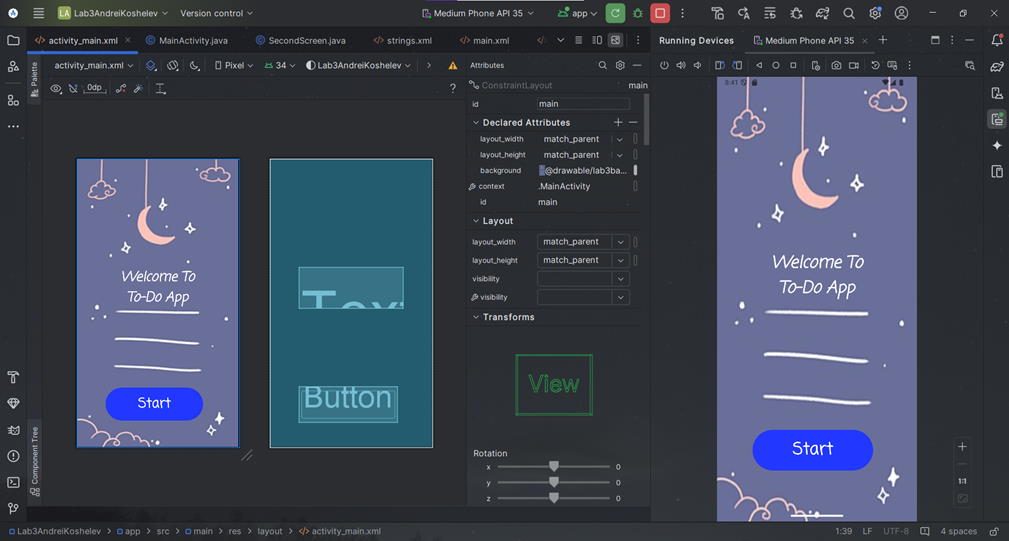 LA Lab3AndreiKoshelev Version control Medium Phone API 35 app
activity_main.xml MainActivity.java SecondScreen.java strings.xml main.xml Running Devices Medium Phone API 35
activity_main.xml Pixel 34 Lab3AndreiKoshelev Attributes
0dp ?
ConstraintLayout main
id main
Declared Attributes
layout_width match_parent
layout_height match_parent
background @drawable/lab3ba...
context .MainActivity
id main
Layout
layout_width match_parent
layout_height match_parent
visibility
visibility
Transforms
View
Rotation
x 0
y 0
z 0
Palette
Component Tree
Welcome To
To-Do App
Start
Text
Button
9:41
Welcome To
To-Do App
Start
1:1
Lab3AndreiKoshelev app src main res layout activity_main.xml 1:39 LF UTF-8 4 spaces